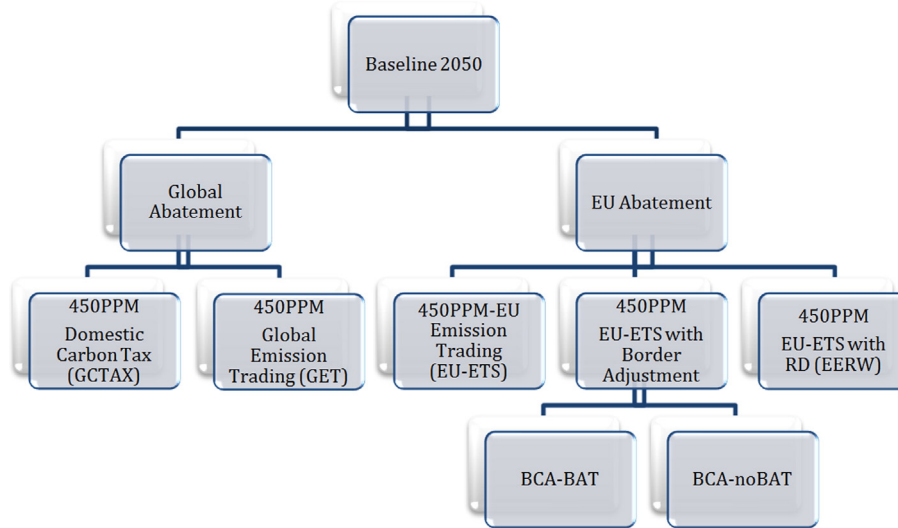 Baseline 2050
Global
Abatement
EU Abatement
450PPM
Domestic
Carbon Tax
(GCTAX)
450PPM
Global
Emission
Trading (GET)
450PPM-EU
Emission
Trading
(EU-ETS)
450PPM
EU-ETS with
Border
Adjustment
450PPM
EU-ETS with
RD (EERW)
BCA-BAT
BCA-noBAT